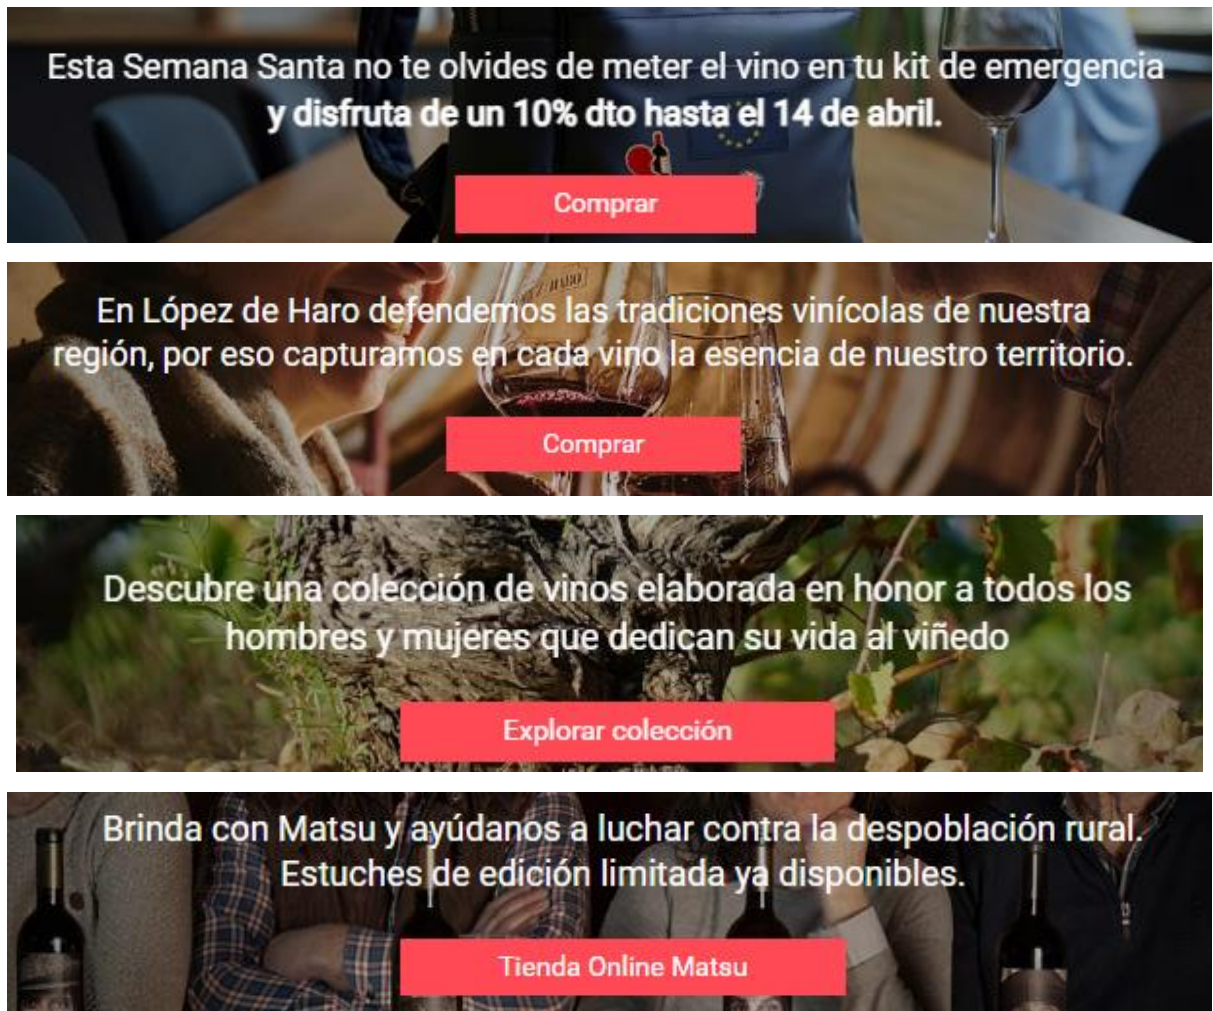 Esta Semana Santa no te olvides de meter el vino en tu kit de emergencia
y disfruta de un 10% dto hasta el 14 de abril.
Comprar
En López de Haro defendemos las tradiciones vinícolas de nuestra
región, por eso capturamos en cada vino la esencia de nuestro territorio.
Comprar
Descubre una colección de vinos elaborada en honor a todos los
hombres y mujeres que dedican su vida al viñedo
Explorar colección
Brinda con Matsu y ayúdanos a luchar contra la despoblación rural.
Estuches de edición limitada ya disponibles.
Tienda Online Matsu